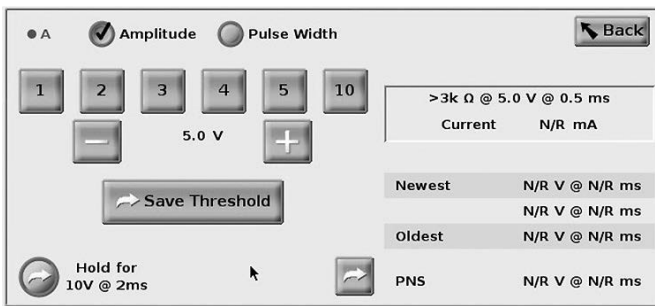 A Amplitude Pulse Width Back
1 2 3 4 5 10
5.0 V
Save Threshold
Hold for
10V @ 2ms
>3k Ω @ 5.0 V @ 0.5 ms
Current N/R mA
Newest N/R V @ N/R ms
N/R V @ N/R ms
Oldest N/R V @ N/R ms
PNS N/R V @ N/R ms